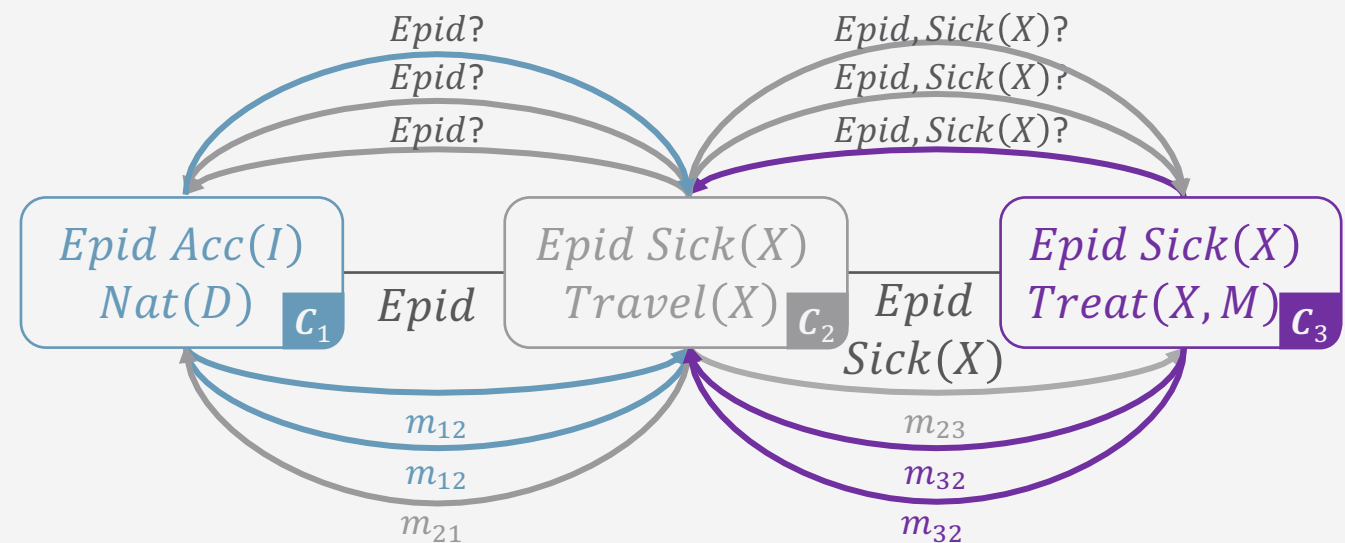 Epid?
Epid?
Epid?
Epid, Sick(X)?
Epid, Sick(X)?
Epid, Sick(X)?
Epid Acc(I)
Nat(D)
C₁
Epid
Epid Sick(X)
Travel(X)
C₂
Epid
Sick(X)
Epid Sick(X)
Treat(X, M)
C₃
m₁₂
m₁₂
m₂₁
m₂₃
m₃₂
m₃₂